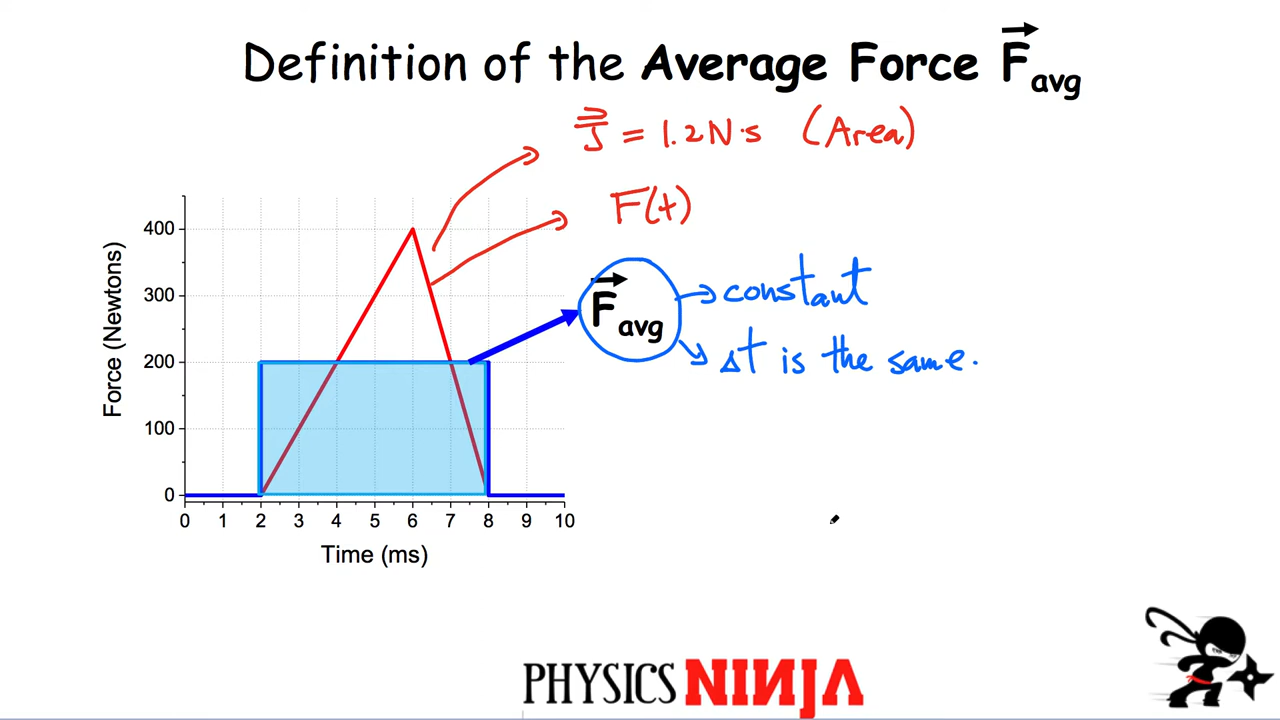 Definition of the Average Force F avg
J = 1.2 N·s (Area)
F(t)
F avg
constant
Δt is the same.
Force (Newtons)
400
300
200
100
0
0 1 2 3 4 5 6 7 8 9 10
Time (ms)
PHYSICS NINJA